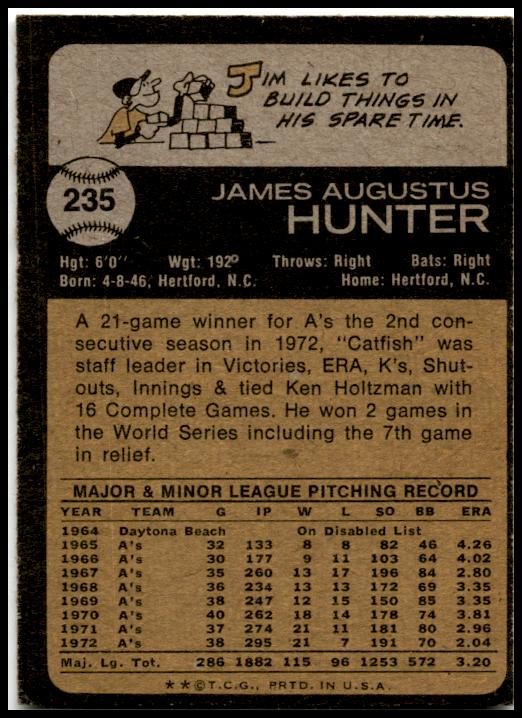 JIM LIKES TO
BUILD THINGS IN
HIS SPARE TIME.
235
JAMES AUGUSTUS
HUNTER
Hgt: 6'0" Wgt: 192 Throws: Right Bats: Right
Born: 4-8-46, Hertford, N.C. Home: Hertford, N.C.
A 21-game winner for A's the 2nd con-
secutive season in 1972, "Catfish" was
staff leader in Victories, ERA, K's, Shut-
outs, Innings & tied Ken Holtzman with
16 Complete Games. He won 2 games in
the World Series including the 7th game
in relief.
MAJOR & MINOR LEAGUE PITCHING RECORD
YEAR TEAM G IP W L SO BB ERA
1964 Daytona Beach On Disabled List
1965 A's 32 133 8 8 82 46 4.26
1966 A's 30 177 9 11 103 64 4.02
1967 A's 35 260 13 17 196 84 2.80
1968 A's 36 234 13 13 172 69 3.35
1969 A's 38 247 12 15 150 85 3.35
1970 A's 40 262 18 14 178 74 3.81
1971 A's 37 274 21 11 181 80 2.96
1972 A's 38 295 21 7 191 70 2.04
Maj. Lg. Tot. 286 1882 115 96 1253 572 3.20
**©T.C.G., PRTD. IN U.S.A.